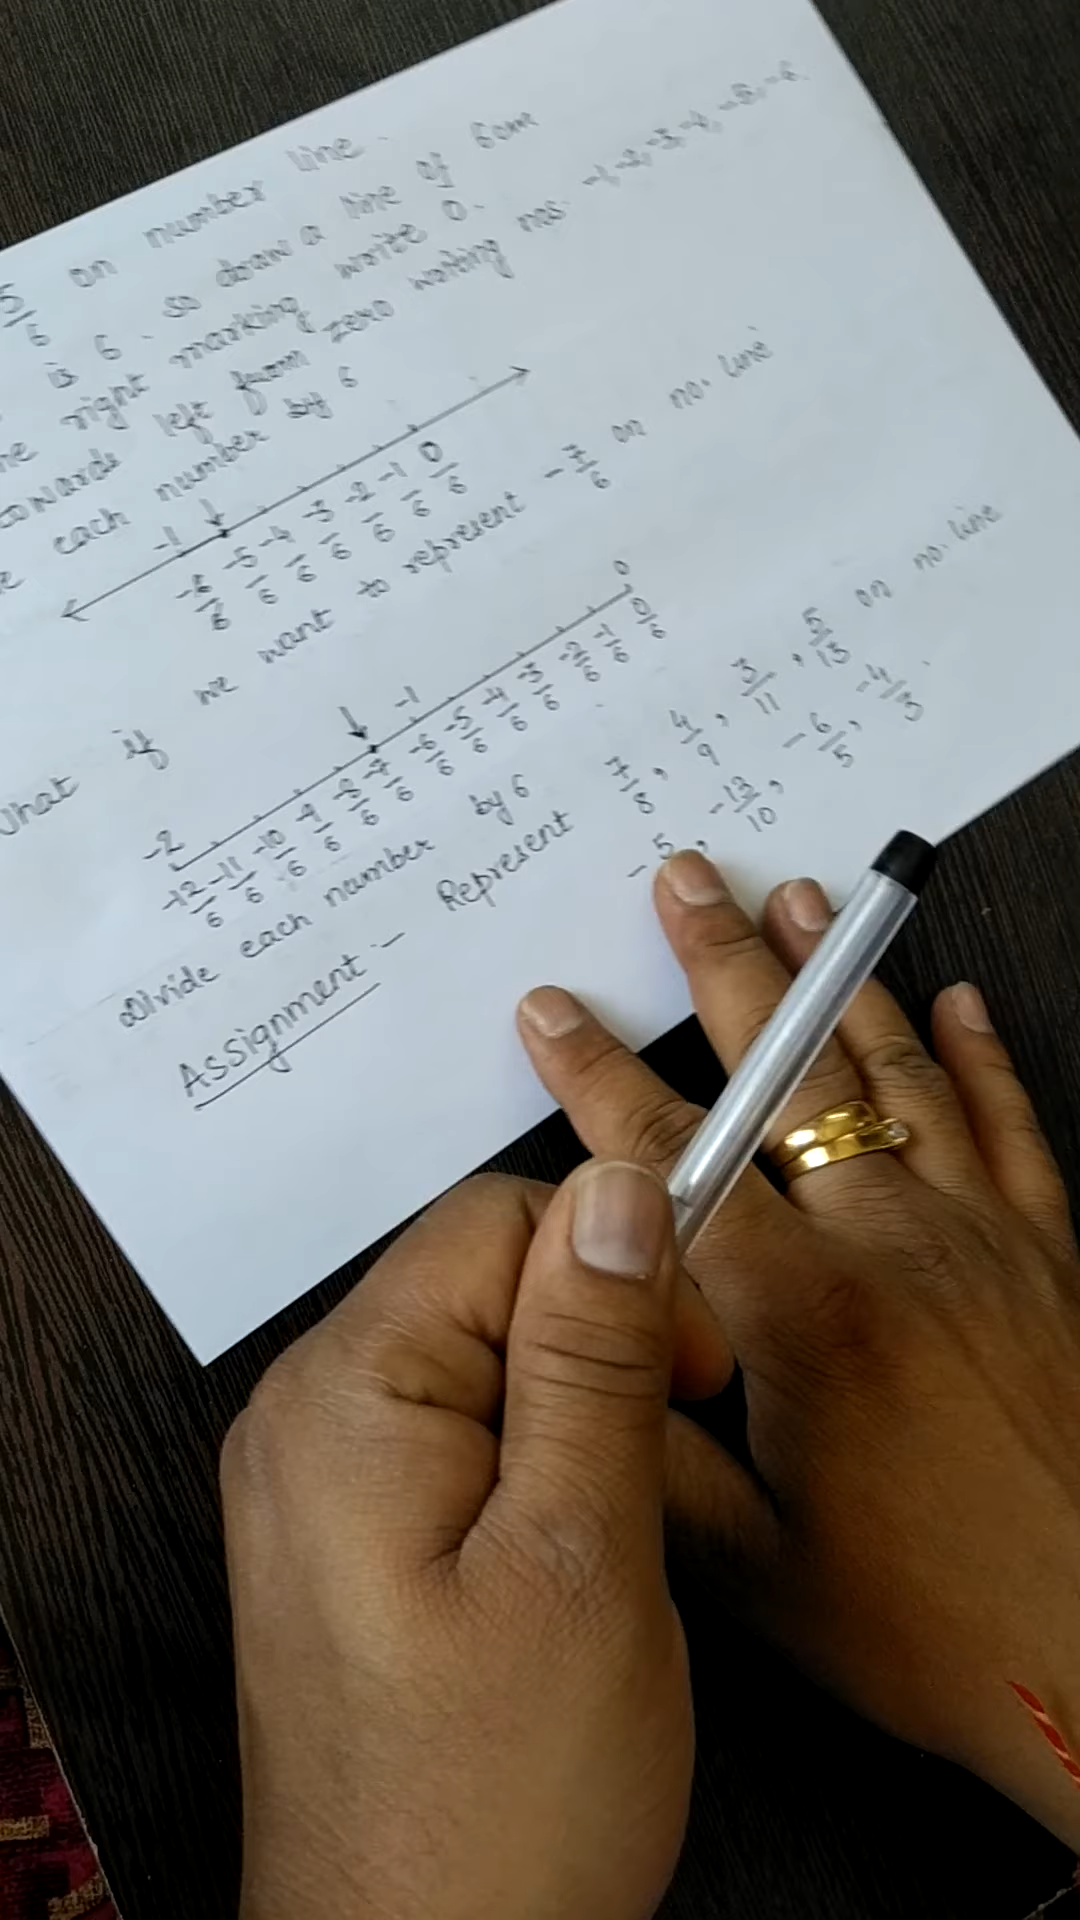 5/6 on number line.
is 6. so draw a line of 6cm
right marking write 0.
towards left from zero writing nos. -1, -2, -3, -4, -5, -6.
each number by 6
-1
-6/6 -5/6 -4/6 -3/6 -2/6 -1/6 0/6
What if we want to represent -7/6 on no. line
-2 -1 0
-12/6 -11/6 -10/6 -9/6 -8/6 -7/6 -6/6 -5/6 -4/6 -3/6 -2/6 -1/6 0/6
Divide each number by 6
Assignment :- Represent 7/8, 4/9, 3/11, 5/13 on no. line
-5 , -13/10, -6/5, -4/3.